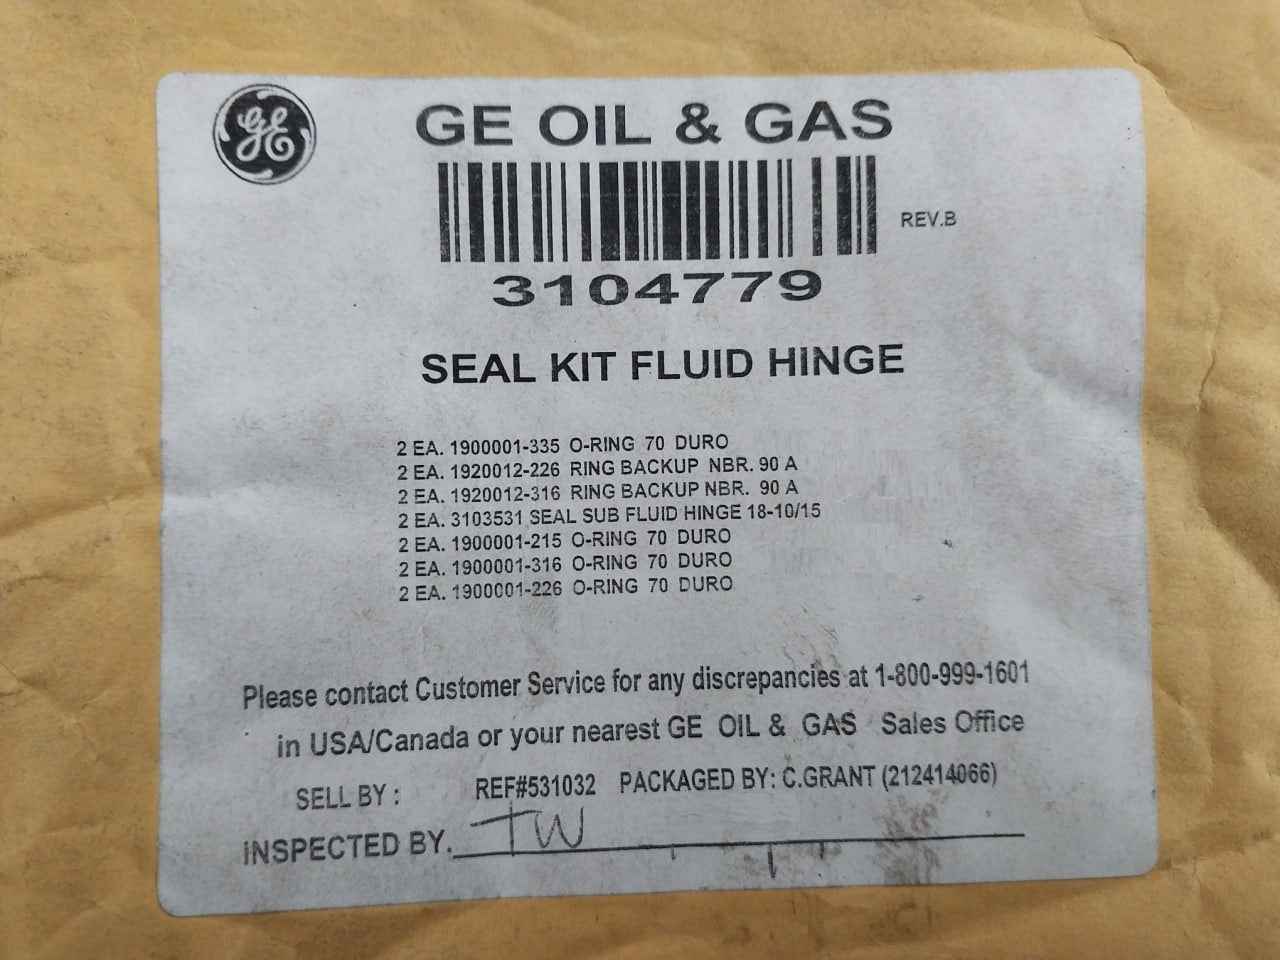 GE
GE OIL & GAS
REV.B
3104779
SEAL KIT FLUID HINGE
2 EA. 1900001-335 O-RING 70 DURO
2 EA. 1920012-226 RING BACKUP NBR. 90 A
2 EA. 1920012-316 RING BACKUP NBR. 90 A
2 EA. 3103531 SEAL SUB FLUID HINGE 18-10/15
2 EA. 1900001-215 O-RING 70 DURO
2 EA. 1900001-316 O-RING 70 DURO
2 EA. 1900001-226 O-RING 70 DURO
Please contact Customer Service for any discrepancies at 1-800-999-1601
in USA/Canada or your nearest GE OIL & GAS Sales Office
SELL BY : REF#531032 PACKAGED BY: C.GRANT (212414066)
INSPECTED BY. TW